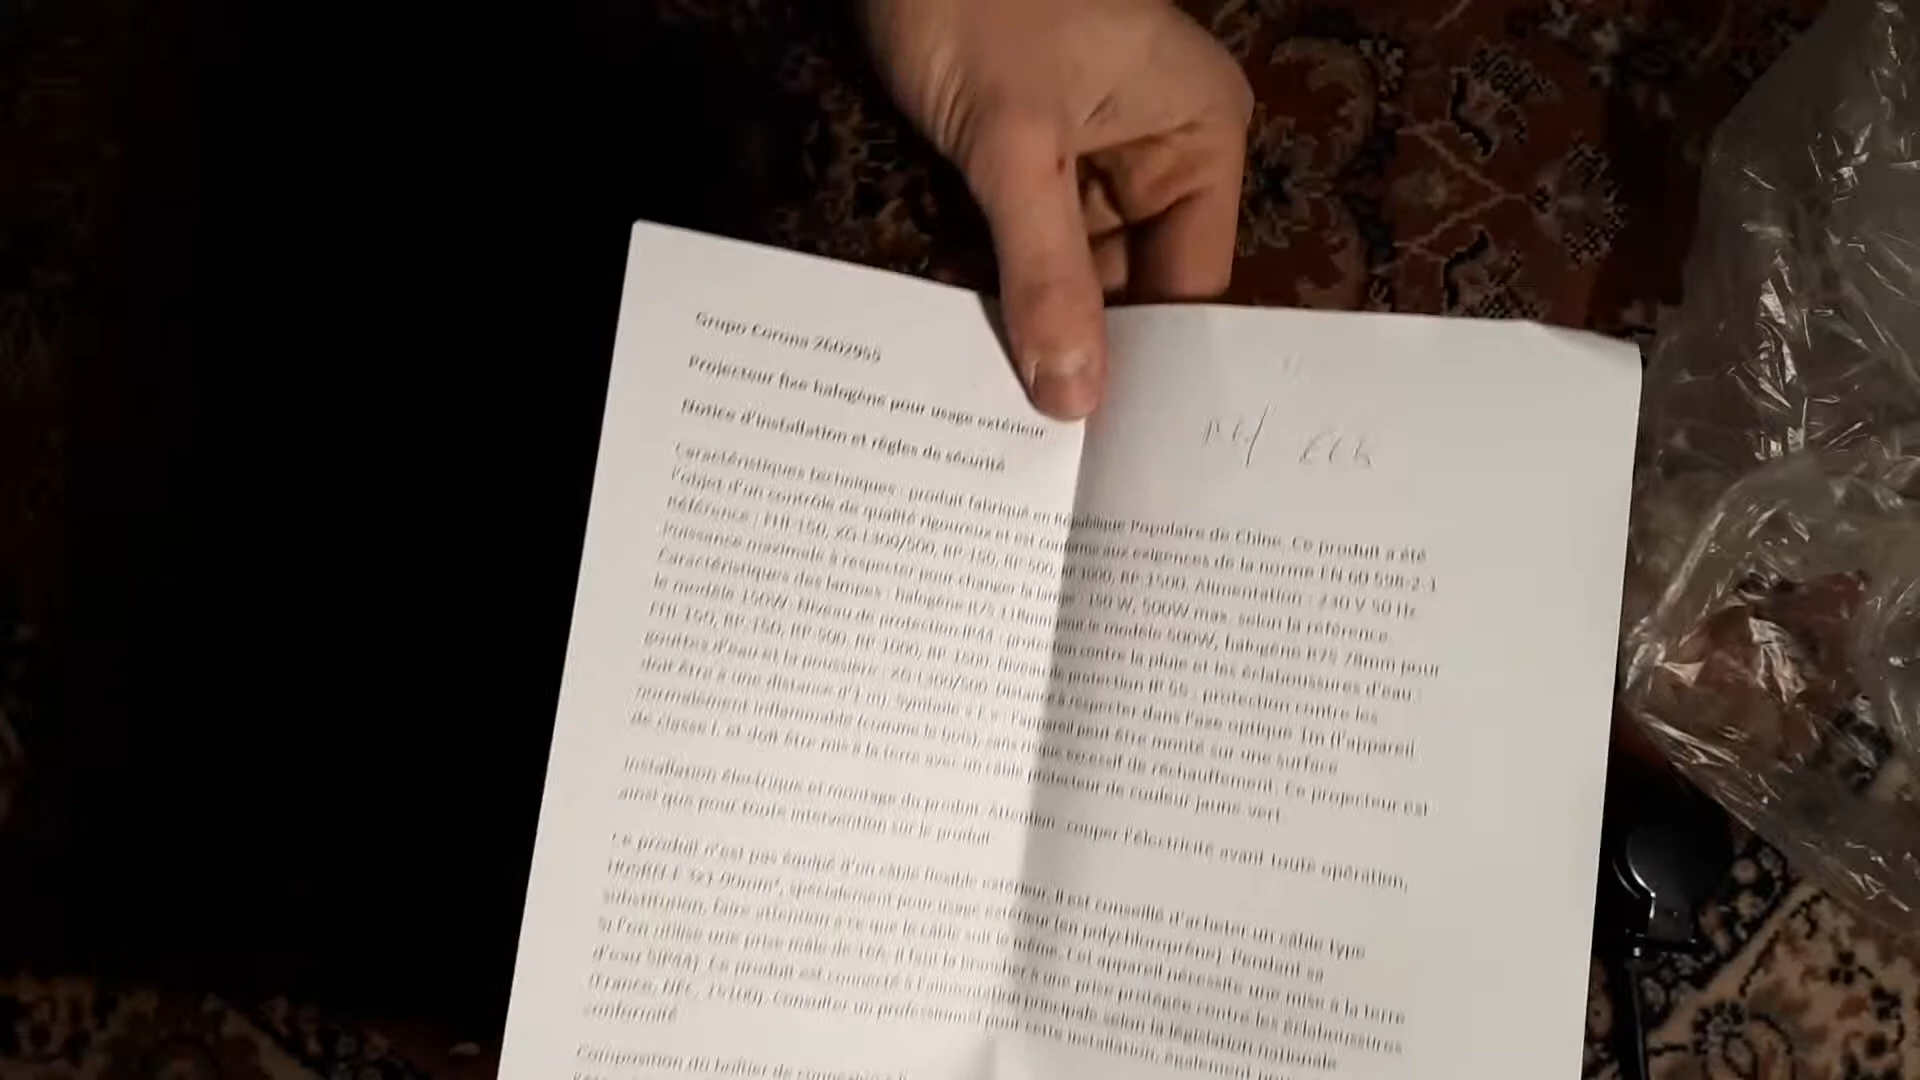 Grupo Corona 2602955
Projecteur fixe halogène pour usage extérieur
Notice d'installation et règles de sécurité
Caractéristiques techniques : produit fabriqué en République Populaire de Chine. Ce produit a été
l'objet d'un contrôle de qualité rigoureux et est conforme aux exigences de la norme EN 60 598-2-1
Référence : FHL-150, XQ-L300/500, RP-150, RP-500, RP-1000, RP-1500. Alimentation : 230 V 50 Hz
Puissance maximale à respecter pour changer la lampe : 150 W, 500W max. selon la référence
Caractéristiques des lampes : halogène R7S 118mm pour le modèle 500W, halogène R7S 78mm pour
le modèle 150W. Niveau de protection IP44 : protection contre la pluie et les éclaboussures d'eau :
FHL-150, RP-150, RP-500, RP-1000, RP-1500. Niveau de protection IP 55 : protection contre les
gouttes d'eau et la poussière : XQ-L300/500. Distance à respecter dans l'axe optique 1m (l'appareil
doit être à une distance d'1 m). Symbole « F » : l'appareil peut être monté sur une surface
normalement inflammable (comme le bois), sans risque excessif de réchauffement. Ce projecteur est
de classe I, et doit être mis à la terre avec un câble protecteur de couleur jaune-vert
Installation électrique et montage du produit. Attention : couper l'électricité avant toute opération,
ainsi que pour toute intervention sur le produit
Ce produit n'est pas équipé d'un câble flexible extérieur, il est conseillé d'acheter un câble type
3x1.00mm², spécialement pour usage extérieur (en polychloroprène). Pendant sa
substitution, faire attention à ce que le câble soit le même. Cet appareil nécessite une mise à la terre
Si l'on utilise une prise mâle de 16A, il faut la brancher à une prise protégée contre les éclaboussures
d'eau (IP44). Ce produit est connecté à l'alimentation principale selon la législation nationale
(France, NFC, 15100). Consulter un professionnel pour cette installation, également pour
conformité
Composition du boîtier de connexion